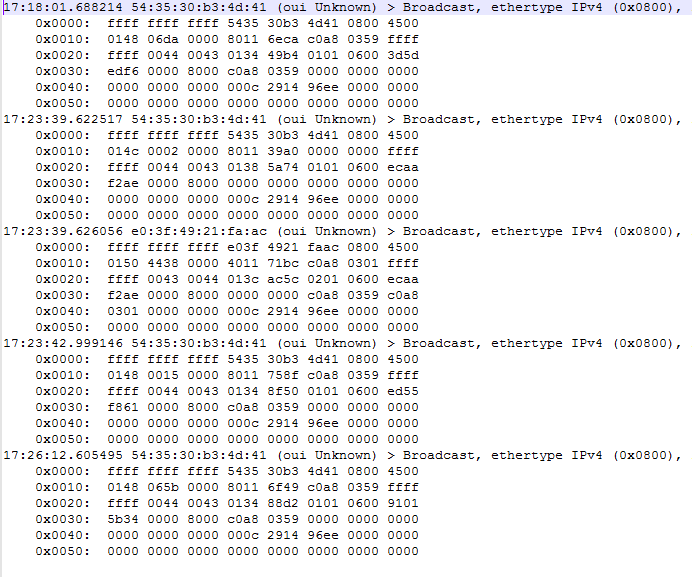 17:18:01.688214 54:35:30:b3:4d:41 (oui Unknown) > Broadcast, ethertype IPv4 (0x0800),
0x0000: ffff ffff ffff 5435 30b3 4d41 0800 4500
0x0010: 0148 06da 0000 8011 6eca c0a8 0359 ffff
0x0020: ffff 0044 0043 0134 49b4 0101 0600 3d5d
0x0030: edf6 0000 8000 c0a8 0359 0000 0000 0000
0x0040: 0000 0000 0000 000c 2914 96ee 0000 0000
0x0050: 0000 0000 0000 0000 0000 0000 0000 0000
17:23:39.622517 54:35:30:b3:4d:41 (oui Unknown) > Broadcast, ethertype IPv4 (0x0800),
0x0000: ffff ffff ffff 5435 30b3 4d41 0800 4500
0x0010: 014c 0002 0000 8011 39a0 0000 0000 ffff
0x0020: ffff 0044 0043 0138 5a74 0101 0600 ecaa
0x0030: f2ae 0000 8000 0000 0000 0000 0000 0000
0x0040: 0000 0000 0000 000c 2914 96ee 0000 0000
0x0050: 0000 0000 0000 0000 0000 0000 0000 0000
17:23:39.626056 e0:3f:49:21:fa:ac (oui Unknown) > Broadcast, ethertype IPv4 (0x0800),
0x0000: ffff ffff ffff e03f 4921 faac 0800 4500
0x0010: 0150 4438 0000 4011 71bc c0a8 0301 ffff
0x0020: ffff 0043 0044 013c ac5c 0201 0600 ecaa
0x0030: f2ae 0000 8000 0000 0000 c0a8 0359 c0a8
0x0040: 0301 0000 0000 000c 2914 96ee 0000 0000
0x0050: 0000 0000 0000 0000 0000 0000 0000 0000
17:23:42.999146 54:35:30:b3:4d:41 (oui Unknown) > Broadcast, ethertype IPv4 (0x0800),
0x0000: ffff ffff ffff 5435 30b3 4d41 0800 4500
0x0010: 0148 0015 0000 8011 758f c0a8 0359 ffff
0x0020: ffff 0044 0043 0134 8f50 0101 0600 ed55
0x0030: f861 0000 8000 c0a8 0359 0000 0000 0000
0x0040: 0000 0000 0000 000c 2914 96ee 0000 0000
0x0050: 0000 0000 0000 0000 0000 0000 0000 0000
17:26:12.605495 54:35:30:b3:4d:41 (oui Unknown) > Broadcast, ethertype IPv4 (0x0800),
0x0000: ffff ffff ffff 5435 30b3 4d41 0800 4500
0x0010: 0148 065b 0000 8011 6f49 c0a8 0359 ffff
0x0020: ffff 0044 0043 0134 88d2 0101 0600 9101
0x0030: 5b34 0000 8000 c0a8 0359 0000 0000 0000
0x0040: 0000 0000 0000 000c 2914 96ee 0000 0000
0x0050: 0000 0000 0000 0000 0000 0000 0000 0000